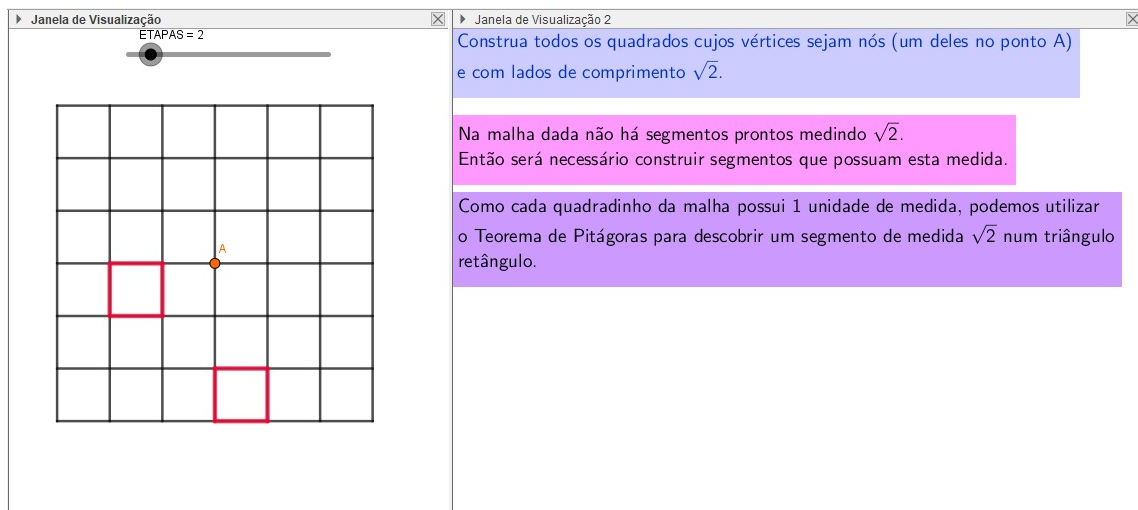 Janela de Visualização
ETAPAS = 2
A
Janela de Visualização 2
Construa todos os quadrados cujos vértices sejam nós (um deles no ponto A)
e com lados de comprimento √2.
Na malha dada não há segmentos prontos medindo √2.
Então será necessário construir segmentos que possuam esta medida.
Como cada quadradinho da malha possui 1 unidade de medida, podemos utilizar
o Teorema de Pitágoras para descobrir um segmento de medida √2 num triângulo
retângulo.